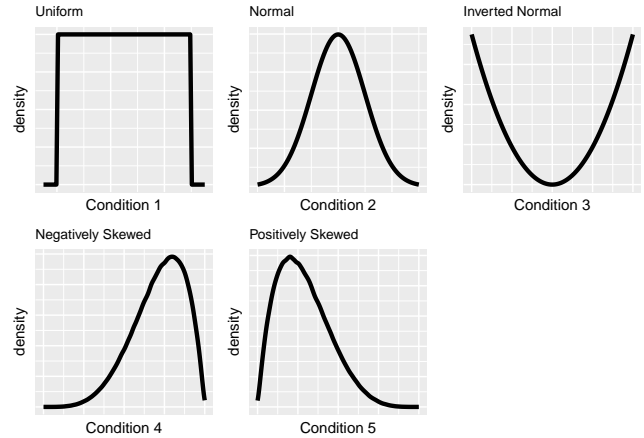 Uniform
density
Condition 1
Normal
density
Condition 2
Inverted Normal
density
Condition 3
Negatively Skewed
density
Condition 4
Positively Skewed
density
Condition 5